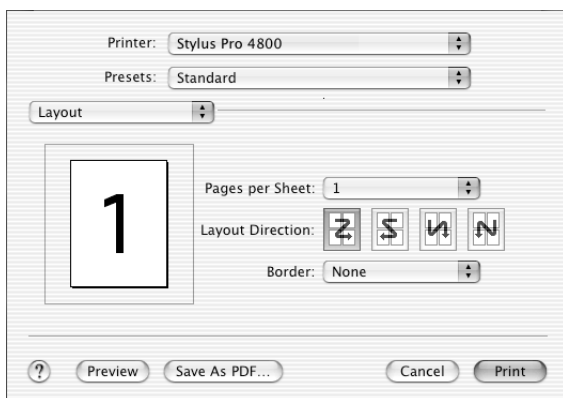 Printer: Stylus Pro 4800
Presets: Standard
Layout
1
Pages per Sheet: 1
Layout Direction:
Border: None
? Preview Save As PDF... Cancel Print